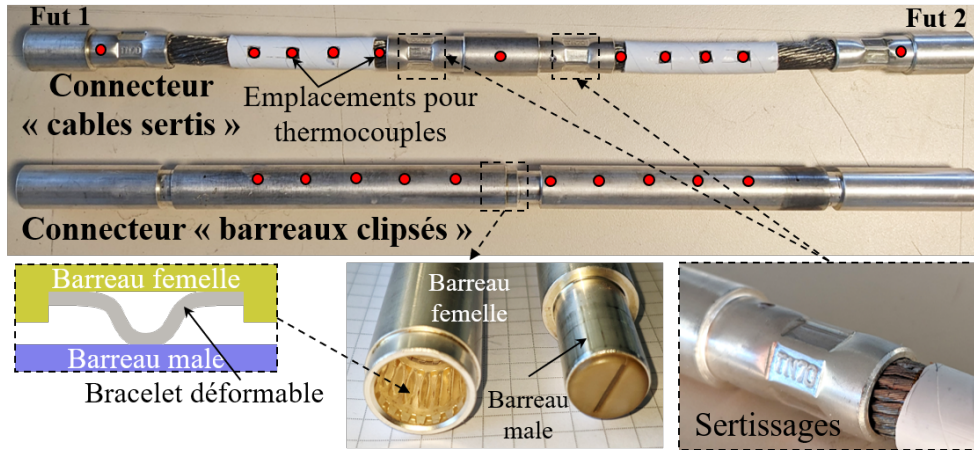 Fut 1
Fut 2
Connecteur
« cables sertis »
Emplacements pour
thermocouples
Connecteur « barreaux clipsés »
Barreau femelle
Barreau male
Bracelet déformable
Barreau
femelle
Barreau
male
Sertissages